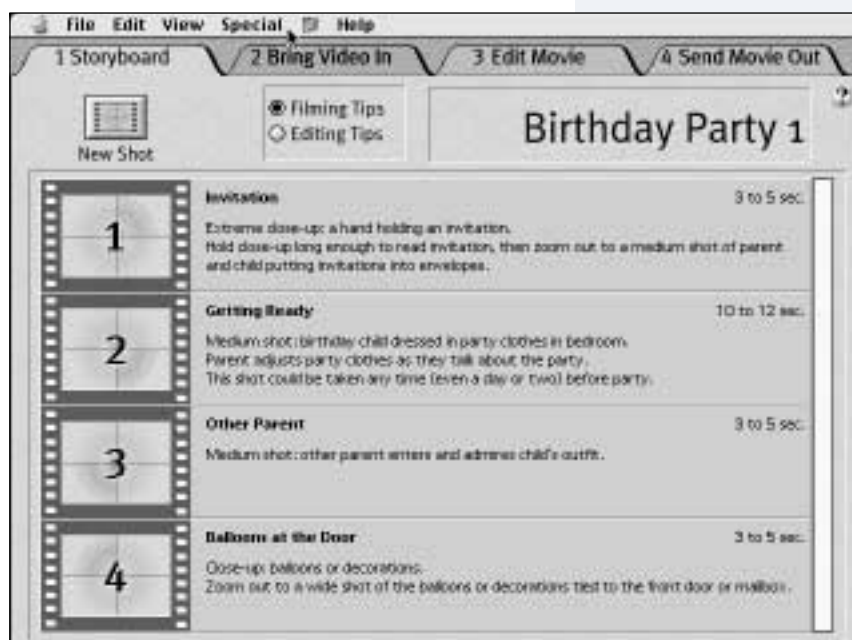 File Edit View Special Help
1 Storyboard 2 Bring Video In 3 Edit Movie 4 Send Movie Out
?
New Shot
Filming Tips
Editing Tips
Birthday Party 1
1
Invitation 3 to 5 sec.
Extreme close-up: a hand holding an invitation.
Hold close-up long enough to read invitation, then zoom out to a medium shot of parent
and child putting invitations into envelopes.
2
Getting Ready 10 to 12 sec.
Medium shot: birthday child dressed in party clothes in bedroom.
Parent adjusts party clothes as they talk about the party.
This shot could be taken any time (even a day or two) before party.
3
Other Parent 3 to 5 sec.
Medium shot: other parent enters and admires child's outfit.
4
Balloons at the Door 3 to 5 sec.
Close-up: balloons or decorations.
Zoom out to a wide shot of the balloons or decorations tied to the front door or mailbox.